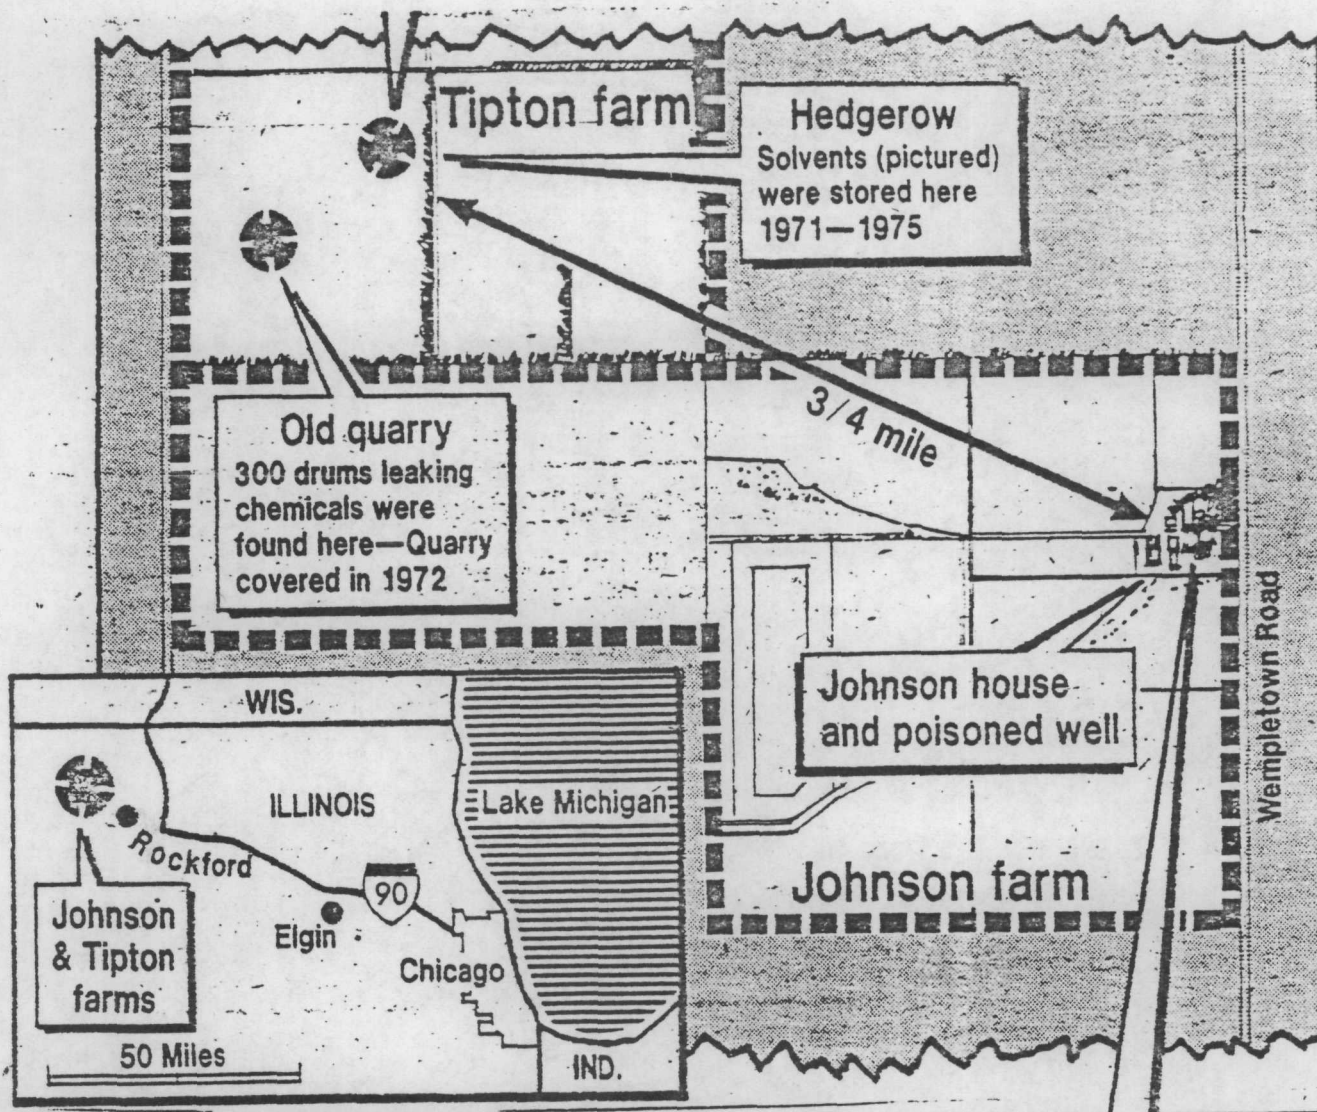 Tipton farm
Hedgerow
Solvents (pictured)
were stored here
1971—1975
3/4 mile
Old quarry
300 drums leaking
chemicals were
found here—Quarry
covered in 1972
Johnson house
and poisoned well
Wempletown Road
Johnson farm
WIS.
ILLINOIS
Lake Michigan
Rockford
90
Elgin
Chicago
Johnson
& Tipton
farms
50 Miles
IND.